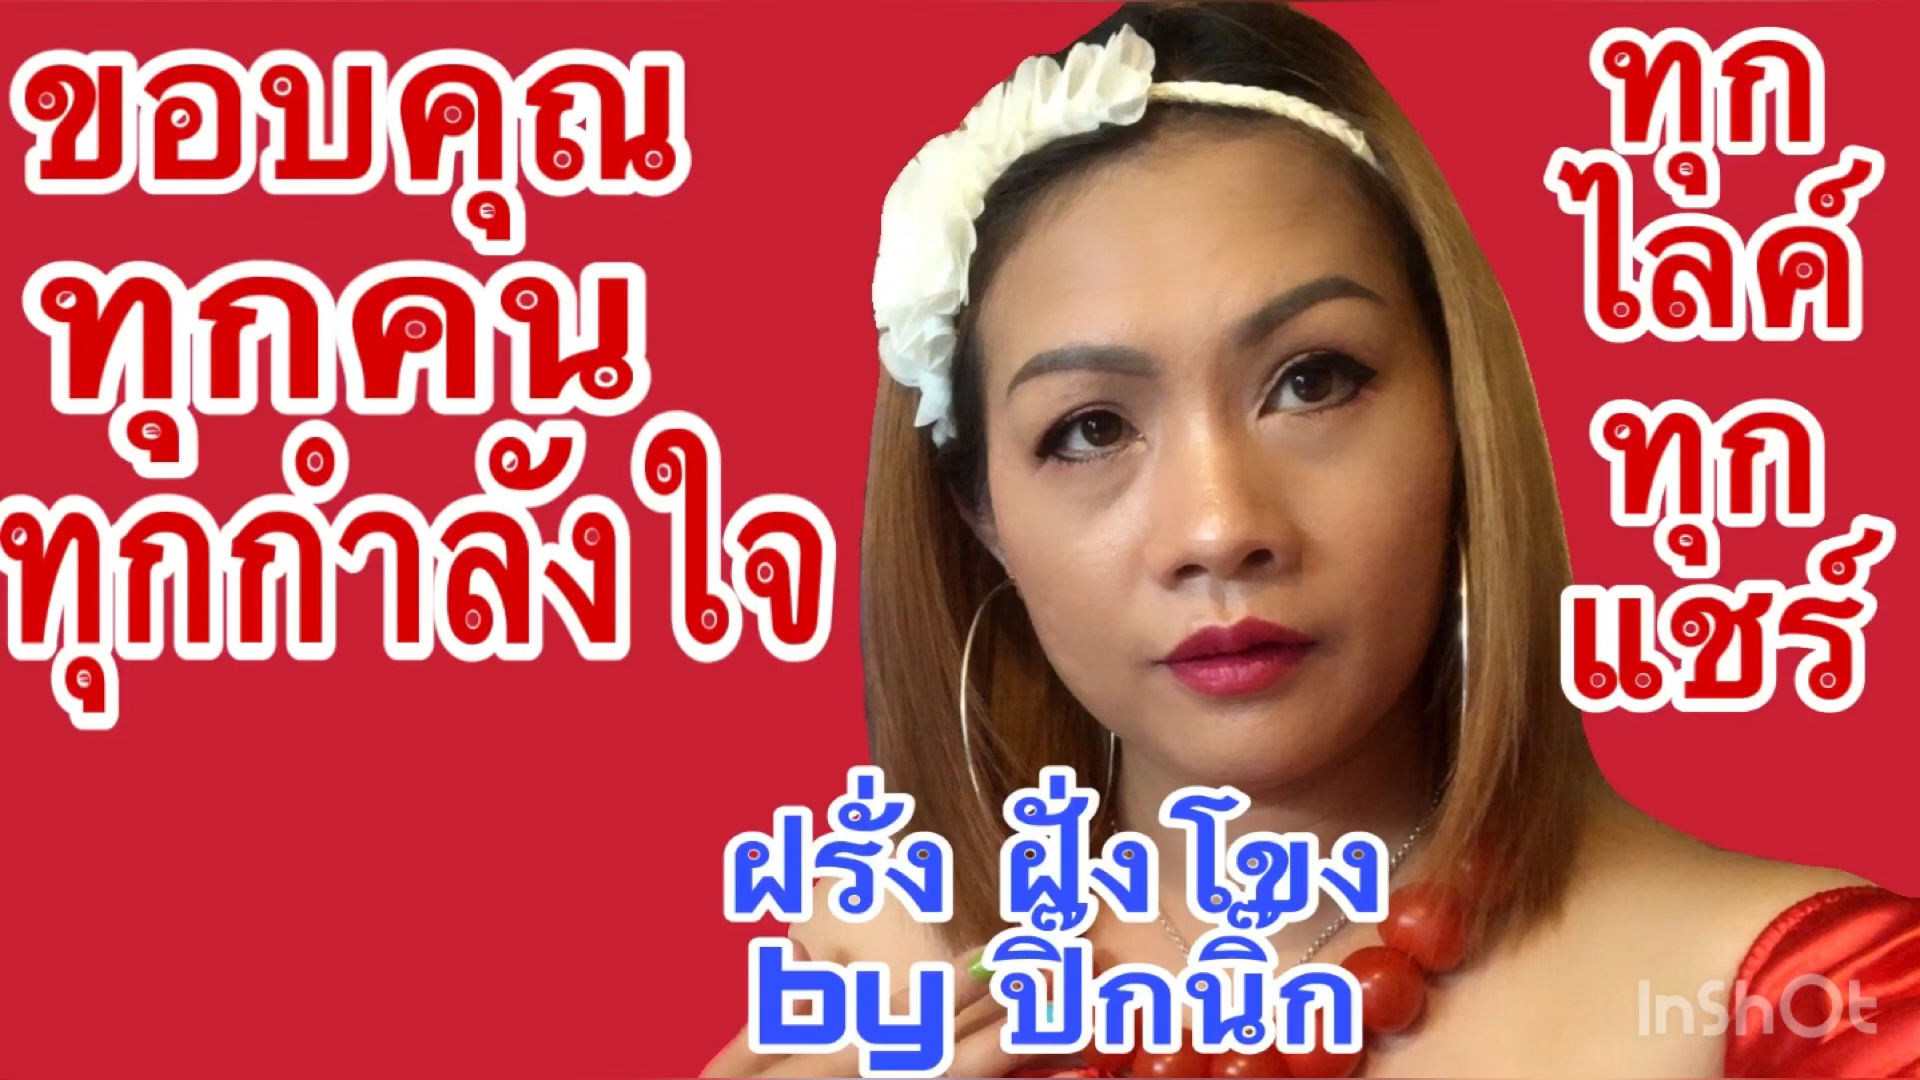 ขอบคุณ
ทุกคน
ทุกกำลังใจ
ทุก
ไลค์
ทุก
แชร์
ฝรั่ง ฝั่งโขง
by ปิ๊กนิ๊ก
InShOt